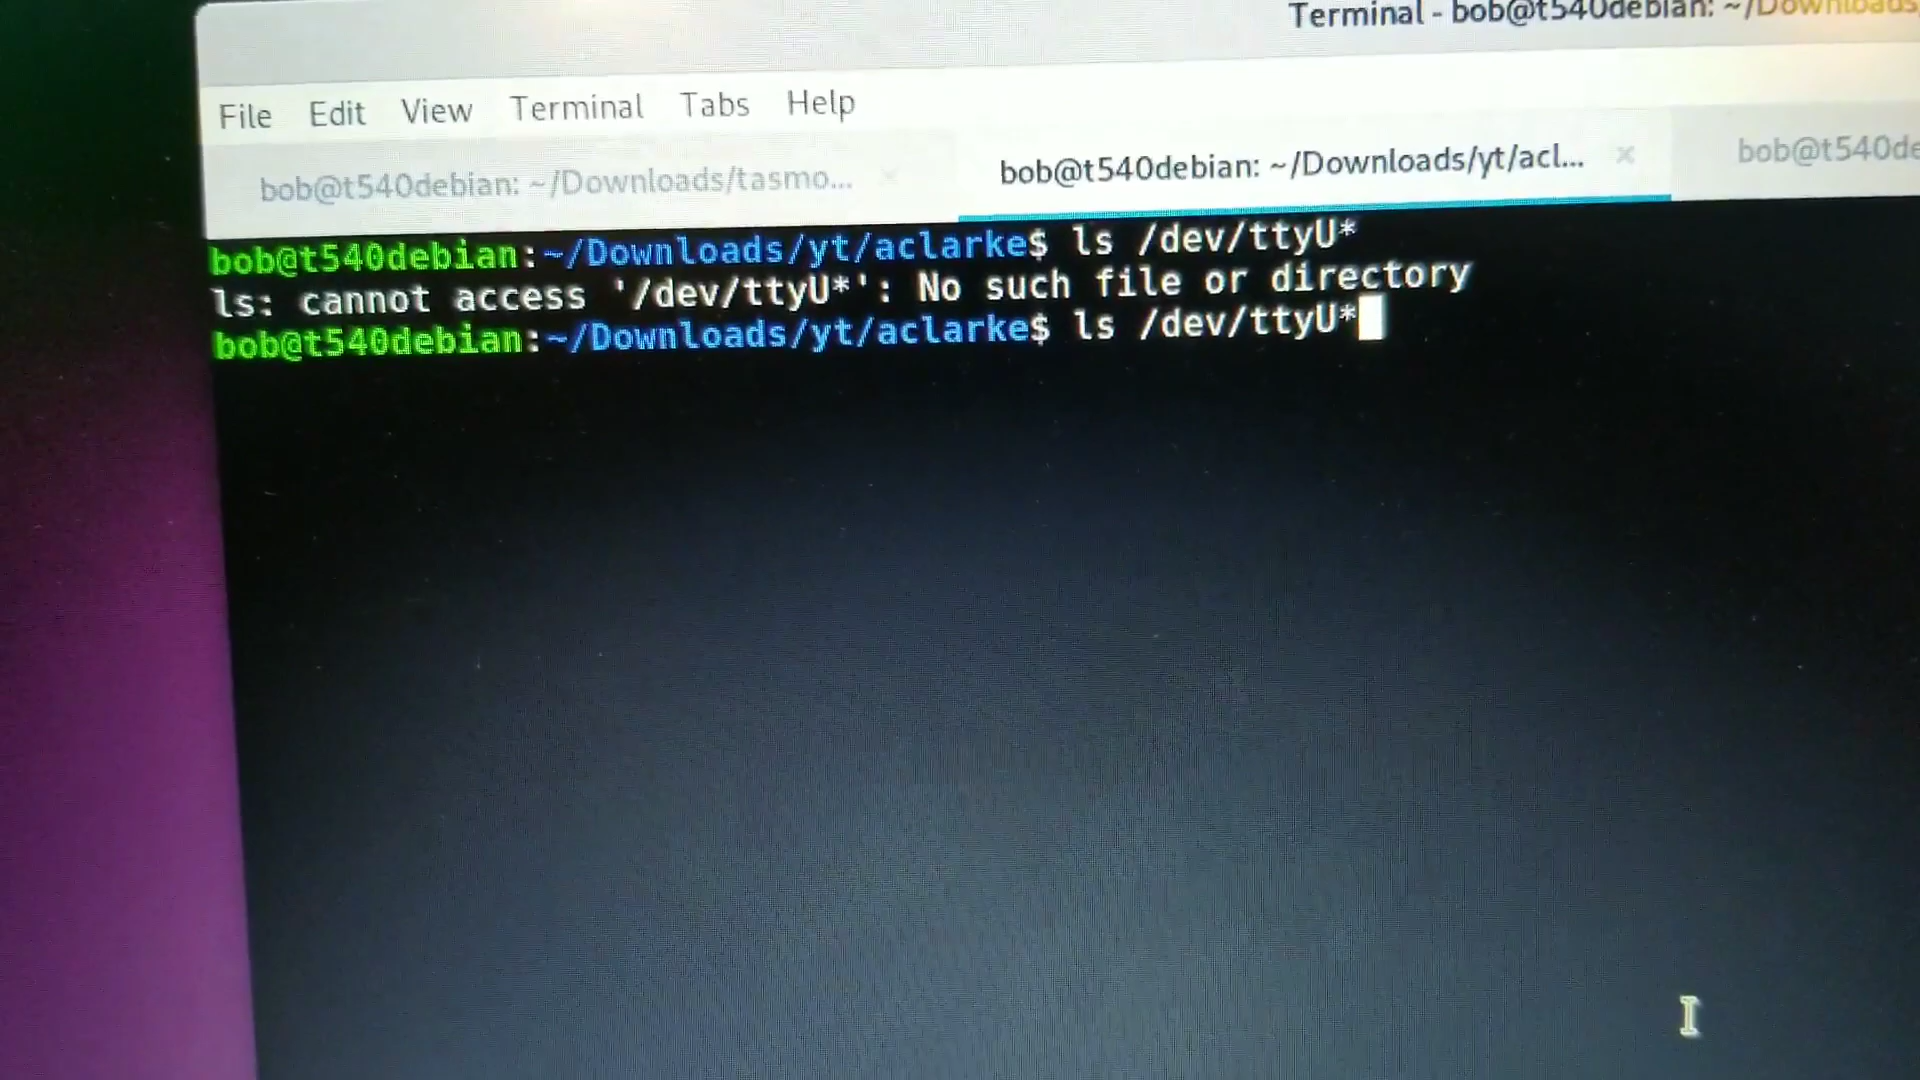 Terminal - bob@t540debian: ~/Downloads
File Edit View Terminal Tabs Help
bob@t540debian: ~/Downloads/tasmo... × bob@t540debian: ~/Downloads/yt/acl... × bob@t540de
bob@t540debian:~/Downloads/yt/aclarke$ ls /dev/ttyU*
ls: cannot access '/dev/ttyU*': No such file or directory
bob@t540debian:~/Downloads/yt/aclarke$ ls /dev/ttyU*